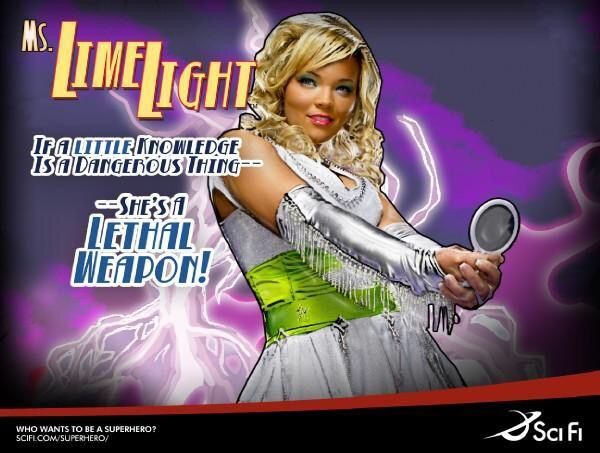 MS.
LIMELIGHT
IF A LITTLE KNOWLEDGE
IS A DANGEROUS THING--
--SHE'S A
LETHAL
WEAPON!
WHO WANTS TO BE A SUPERHERO?
SCIFI.COM/SUPERHERO/
SCI FI